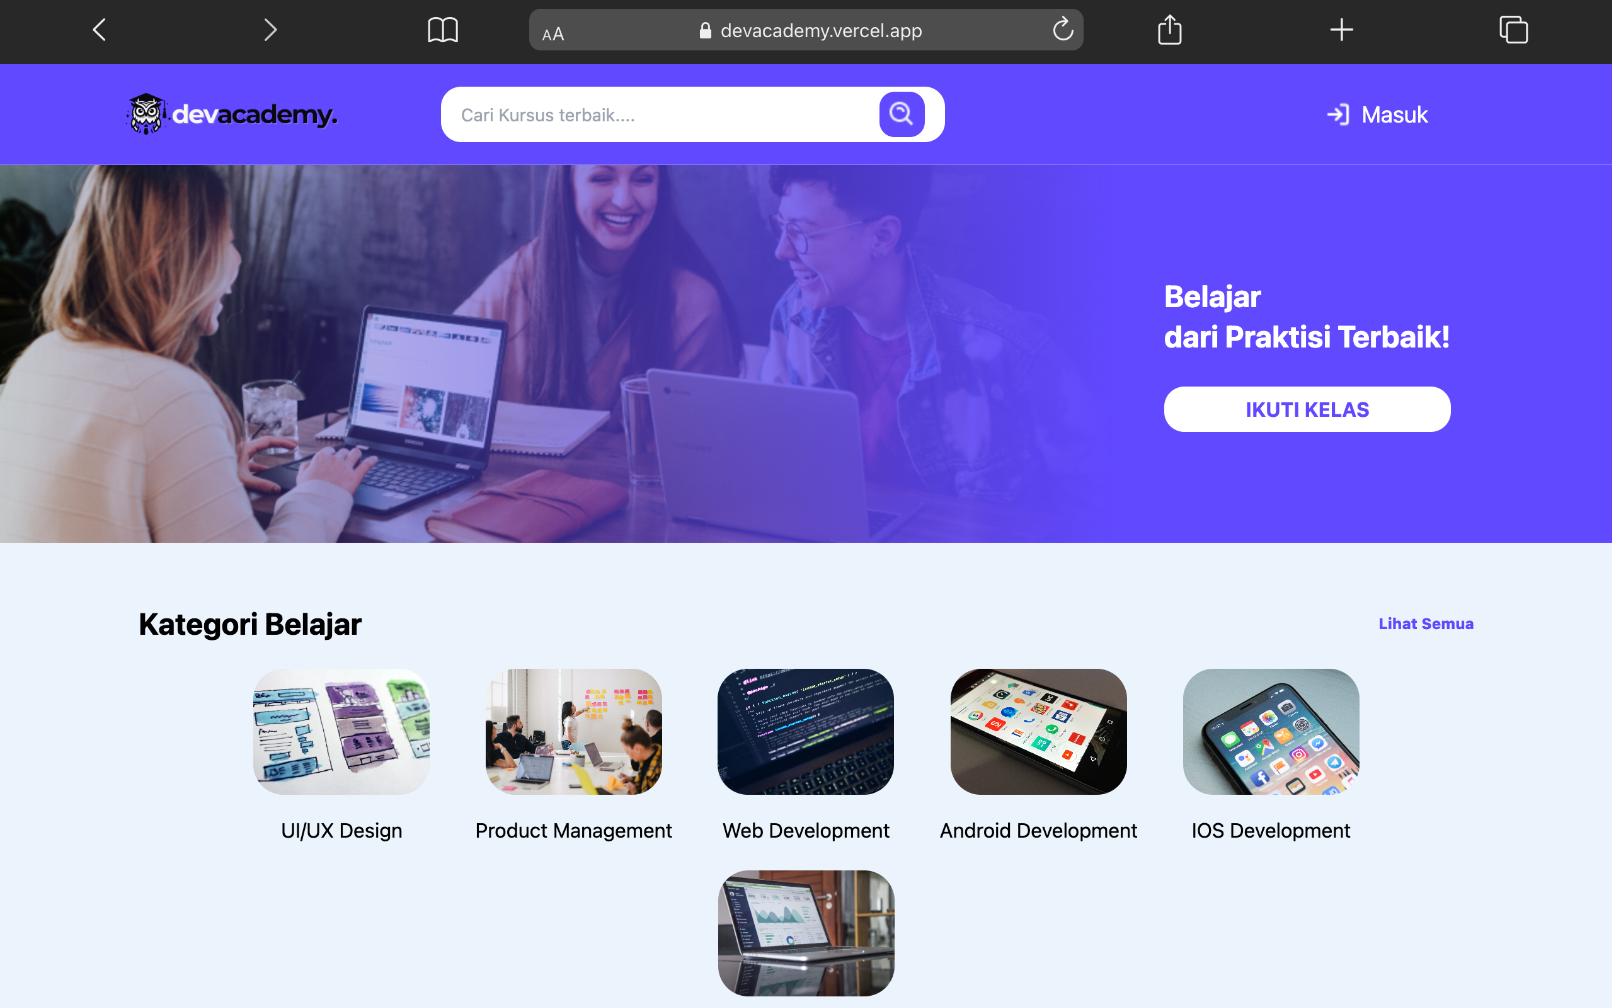 AA
devacademy.vercel.app
devacademy.
Cari Kursus terbaik....
Masuk
Belajar
dari Praktisi Terbaik!
IKUTI KELAS
Kategori Belajar
Lihat Semua
UI/UX Design
Product Management
Web Development
Android Development
IOS Development